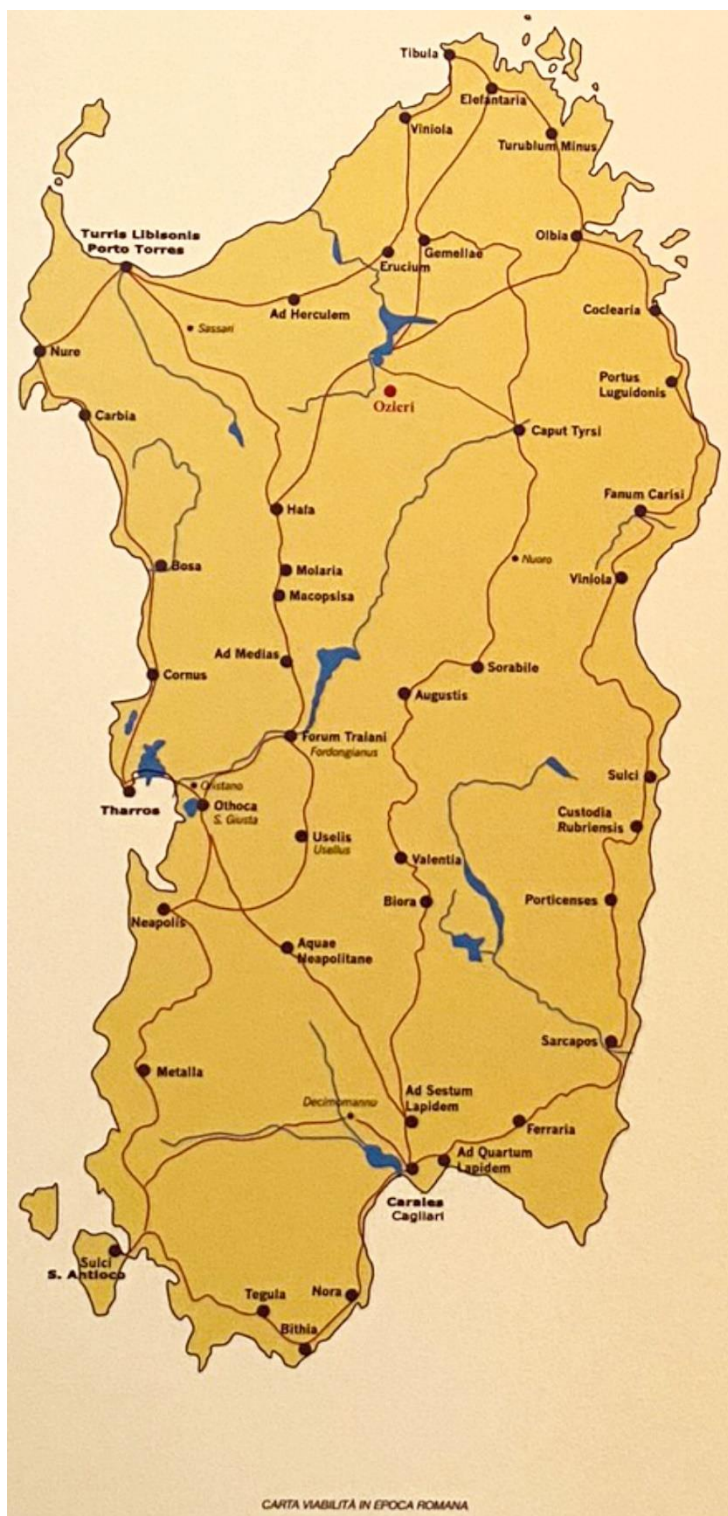 Tibula
Elefantaria
Viniola
Turublum Minus
Turris Libisonis
Porto Torres
Olbia
Gemellae
Erucium
Ad Herculem
Coclearia
Sassari
Nure
Portus
Luguidonis
Ozieri
Carbia
Caput Tyrsi
Fanum Carisi
Hafa
Nuoro
Bosa
Molaria
Viniola
Macopsisa
Ad Medias
Sorabile
Cornus
Augustis
Forum Traiani
Fordongianus
Sulci
Oristano
Tharros
Othoca
S. Giusta
Custodia
Rubriensis
Uselis
Usellus
Valentia
Biora
Porticenses
Neapolis
Aquae
Neapolitane
Sarcapos
Metalla
Ad Sestum
Lapidem
Decimomannu
Ferraria
Ad Quartum
Lapidem
Carales
Cagliari
Sulci
S. Antioco
Nora
Tegula
Bithia
CARTA VIABILITÀ IN EPOCA ROMANA